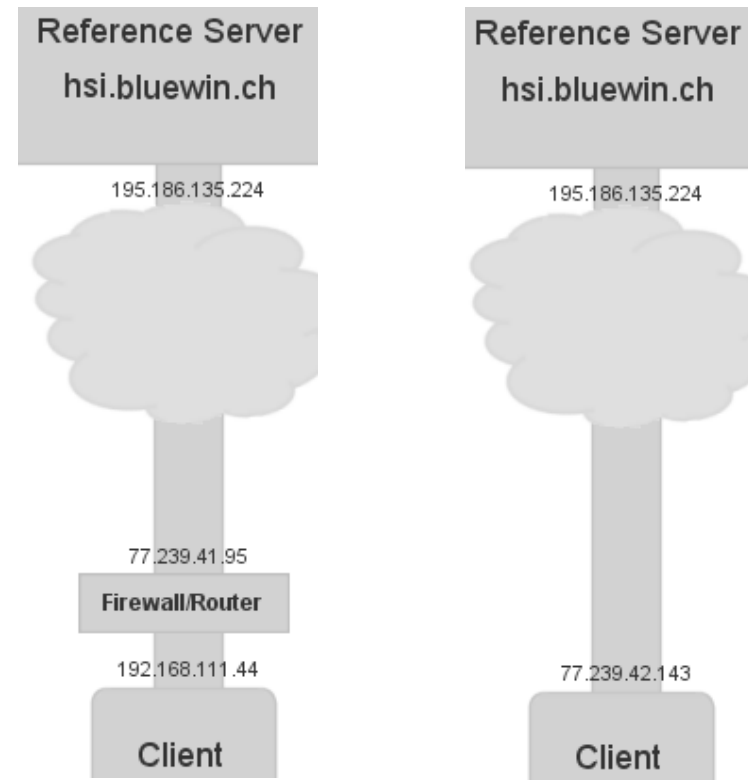 Reference Server
hsi.bluewin.ch
195.186.135.224
77.239.41.95
Firewall/Router
192.168.111.44
Client
Reference Server
hsi.bluewin.ch
195.186.135.224
77.239.42.143
Client